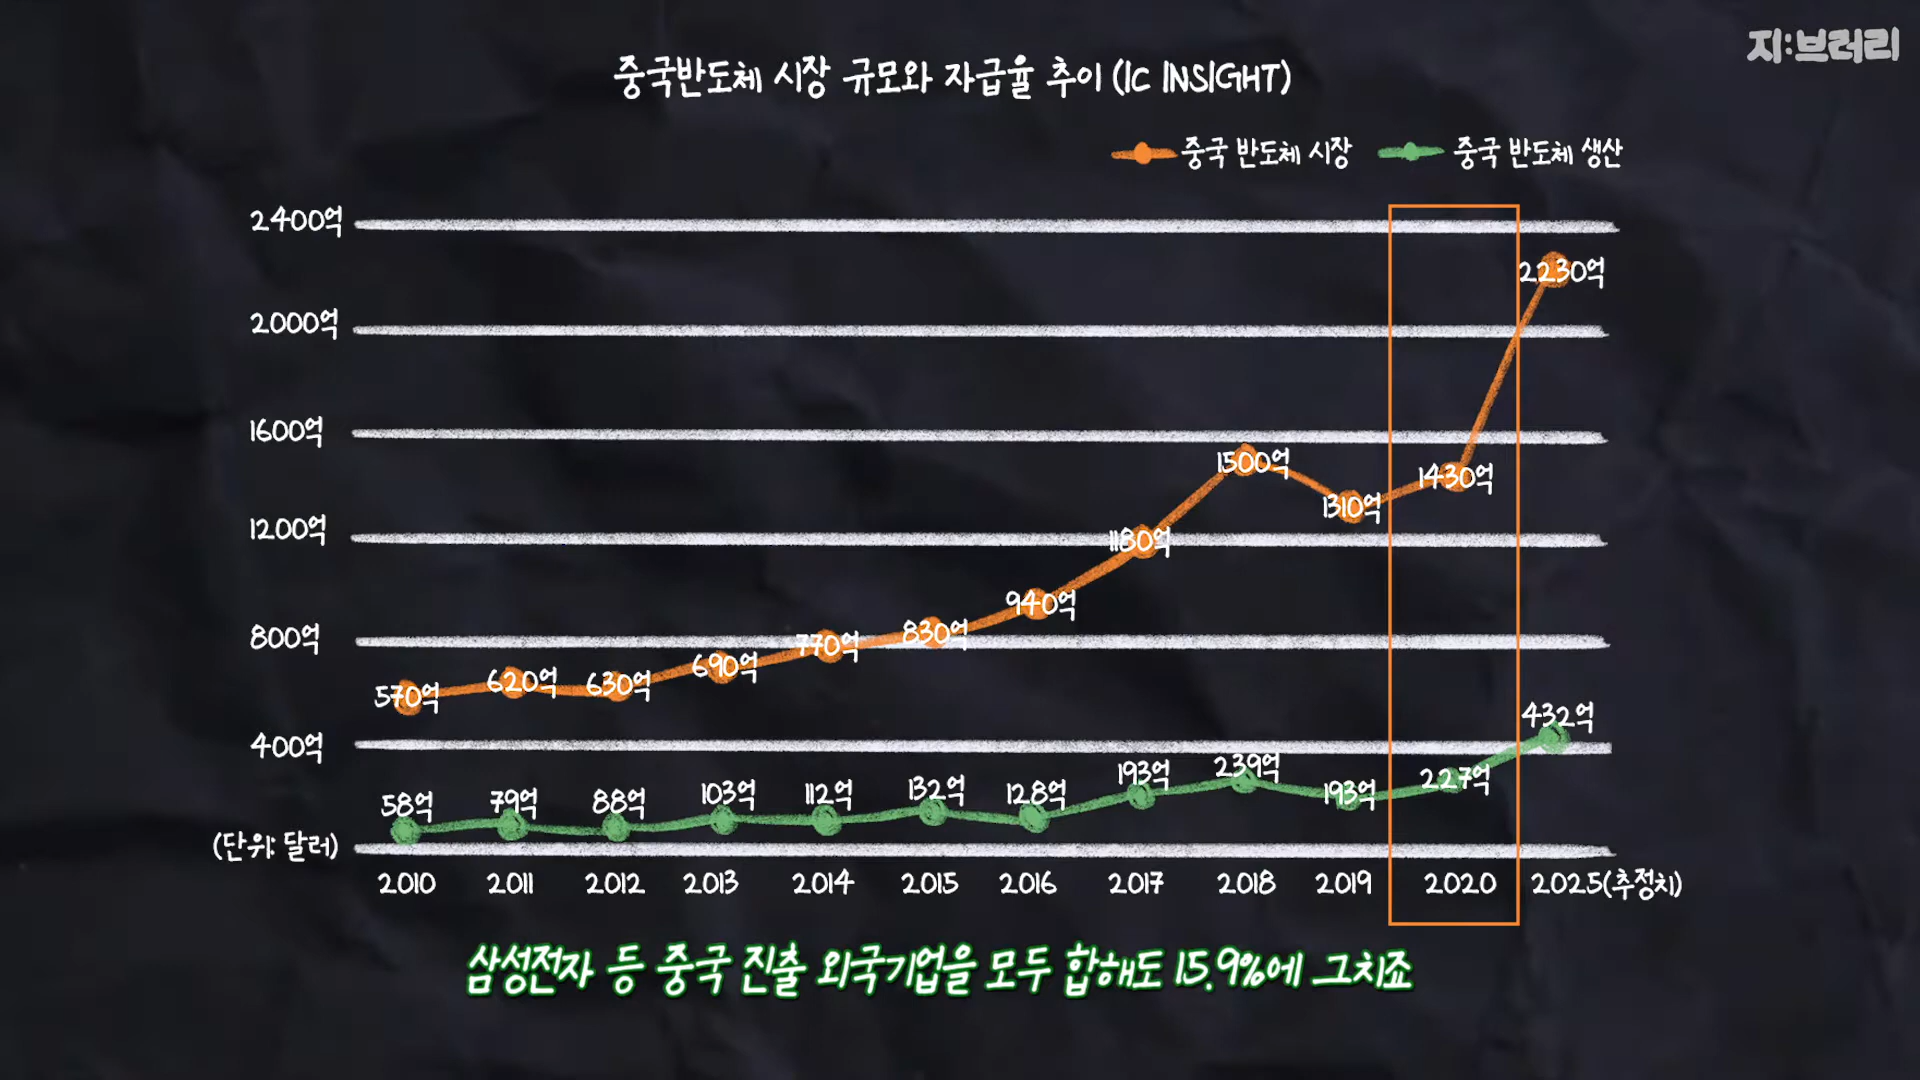 지:브러리
중국반도체 시장 규모와 자급율 추이 (IC INSIGHT)
중국 반도체 시장 중국 반도체 생산
2400억
2230억
2000억
1600억
1500억
1430억
1310억
1200억
1180억
940억
830억
800억
770억
690억
630억
620억
570억
432억
400억
58억 79억 88억 103억 112억 132억 128억 193억 239억 193억 227억
(단위: 달러)
2010 2011 2012 2013 2014 2015 2016 2017 2018 2019 2020 2025(추정치)
삼성전자 등 중국 진출 외국기업을 모두 합해도 15.9%에 그치죠